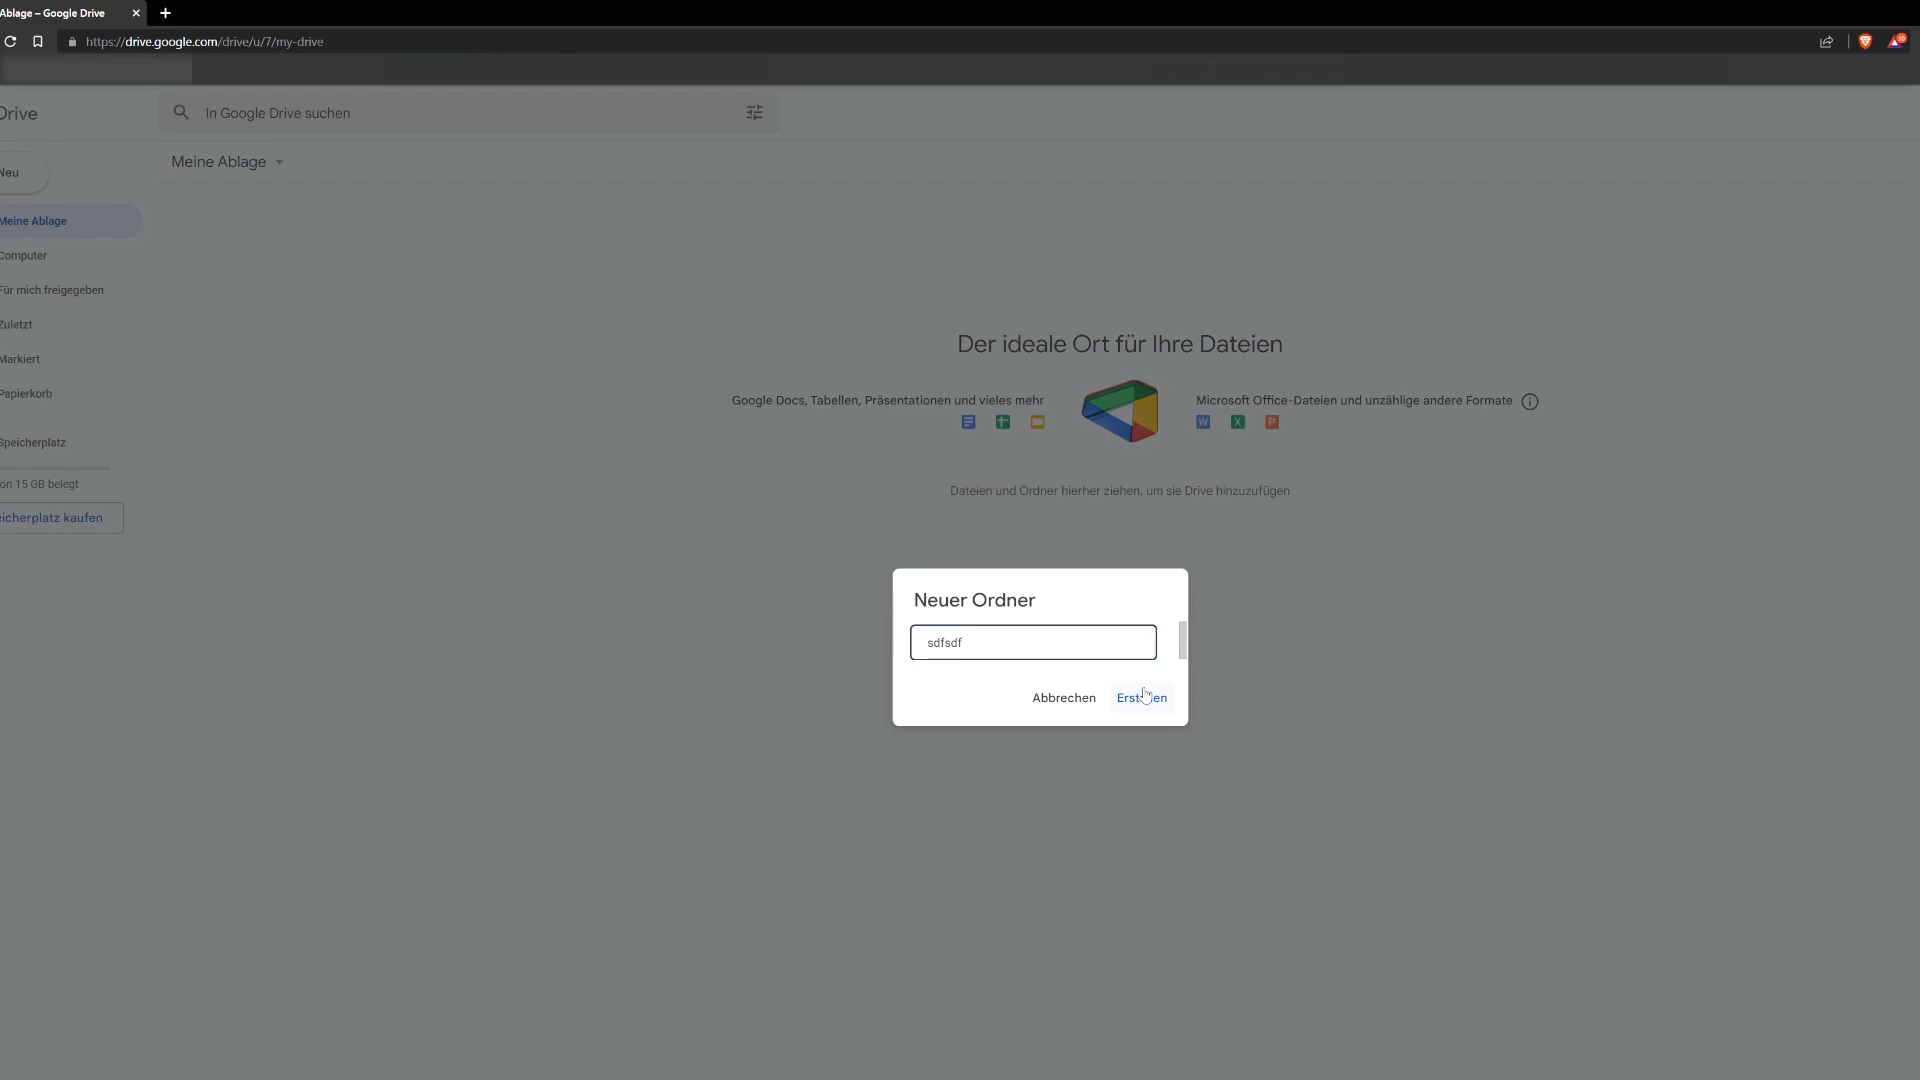 Ablage – Google Drive
https://drive.google.com/drive/u/7/my-drive
10
Drive
In Google Drive suchen
Meine Ablage
Neu
Meine Ablage
Computer
Für mich freigegeben
Zuletzt
Markiert
Papierkorb
Speicherplatz
on 15 GB belegt
eicherplatz kaufen
Der ideale Ort für Ihre Dateien
Google Docs, Tabellen, Präsentationen und vieles mehr
Microsoft Office-Dateien und unzählige andere Formate
W X P
Dateien und Ordner hierher ziehen, um sie Drive hinzuzufügen
Neuer Ordner
sdfsdf
Abbrechen
Erstellen